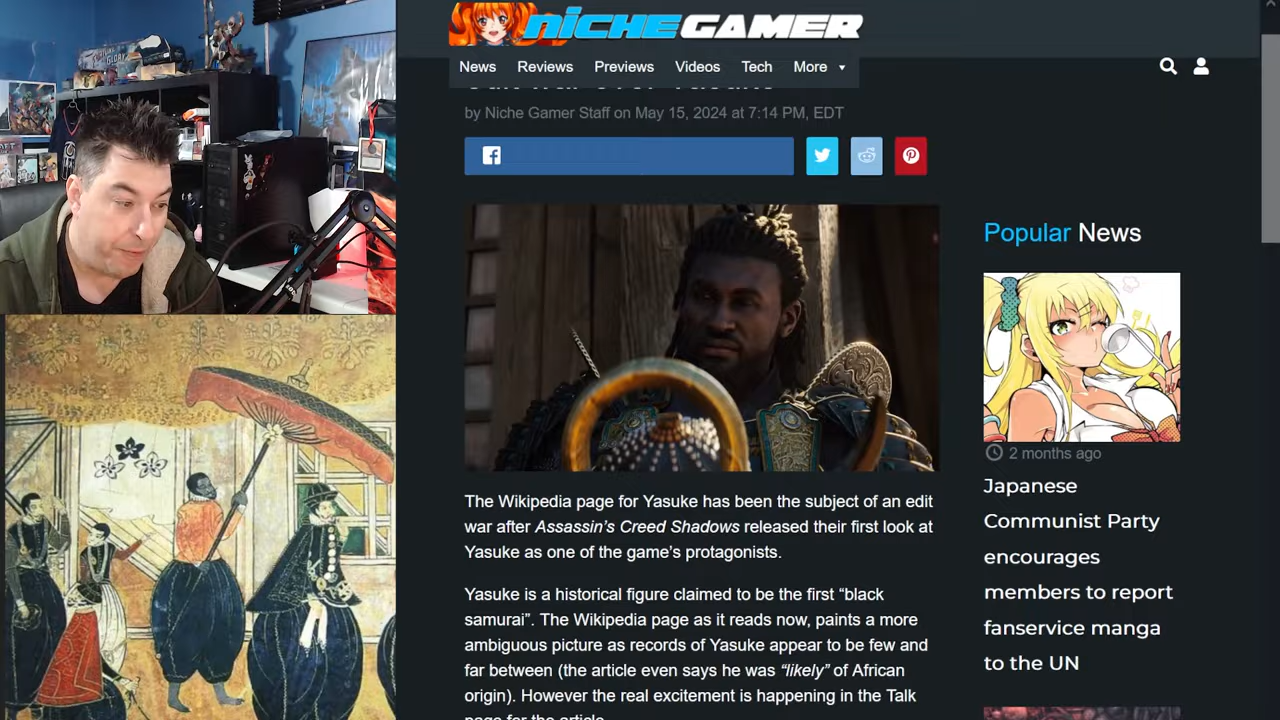 NICHEGAMER
News Reviews Previews Videos Tech More
by Niche Gamer Staff on May 15, 2024 at 7:14 PM, EDT
Popular News
2 months ago
Japanese
Communist Party
encourages
members to report
fanservice manga
to the UN
The Wikipedia page for Yasuke has been the subject of an edit
war after Assassin's Creed Shadows released their first look at
Yasuke as one of the game's protagonists.
Yasuke is a historical figure claimed to be the first “black
samurai”. The Wikipedia page as it reads now, paints a more
ambiguous picture as records of Yasuke appear to be few and
far between (the article even says he was “likely” of African
origin). However the real excitement is happening in the Talk
page for the article.